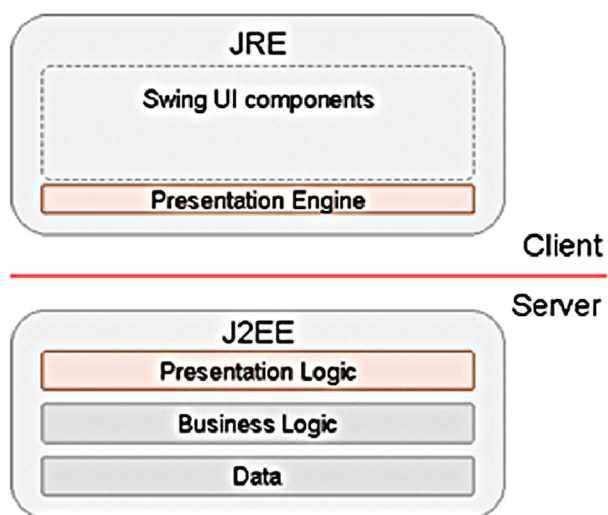 JRE
Swing UI components
Presentation Engine
Client
Server
J2EE
Presentation Logic
Business Logic
Data